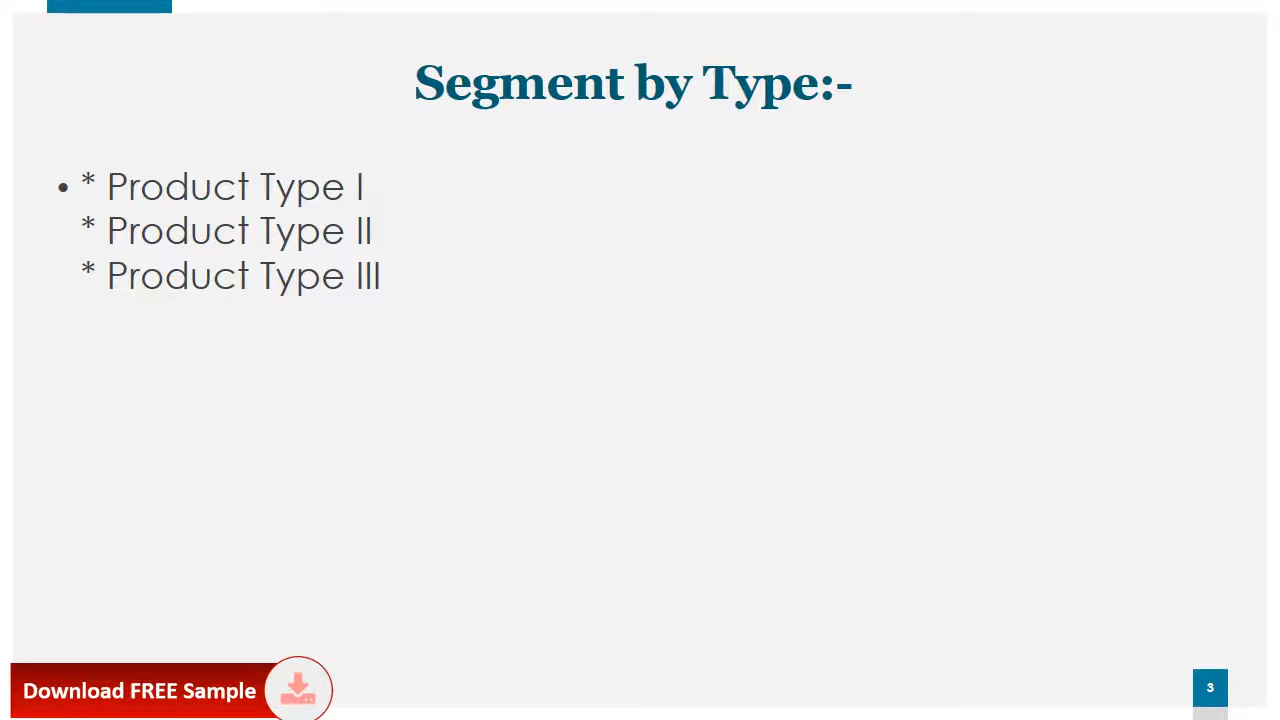 Segment by Type:-
• * Product Type I
* Product Type II
* Product Type III
Download FREE Sample
3